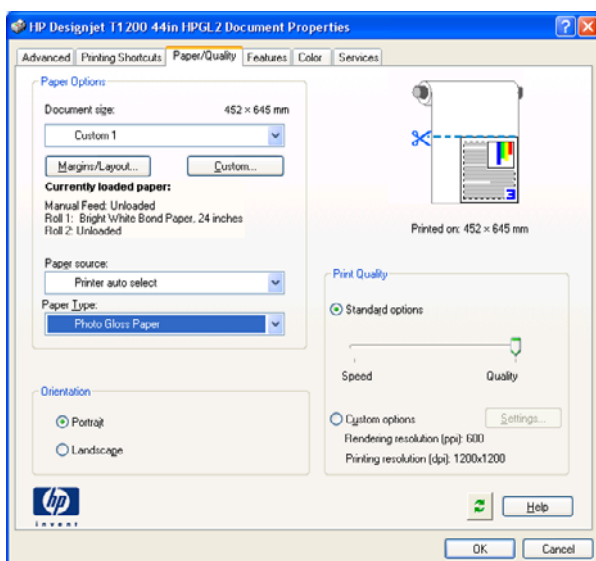 HP Designjet T1200 44in HPGL2 Document Properties
Advanced Printing Shortcuts Paper/Quality Features Color Services
Paper Options
Document size: 452 × 645 mm
Custom 1
Margins/Layout... Custom...
Currently loaded paper:
Manual Feed: Unloaded
Roll 1: Bright White Bond Paper, 24 inches
Roll 2: Unloaded
Paper source:
Printer auto select
Paper Type:
Photo Gloss Paper
3
Printed on: 452 × 645 mm
Print Quality
Standard options
Speed Quality
Custom options Settings...
Rendering resolution (ppi): 600
Printing resolution (dpi): 1200x1200
Orientation
Portrait
Landscape
hp
invent
Help
OK Cancel